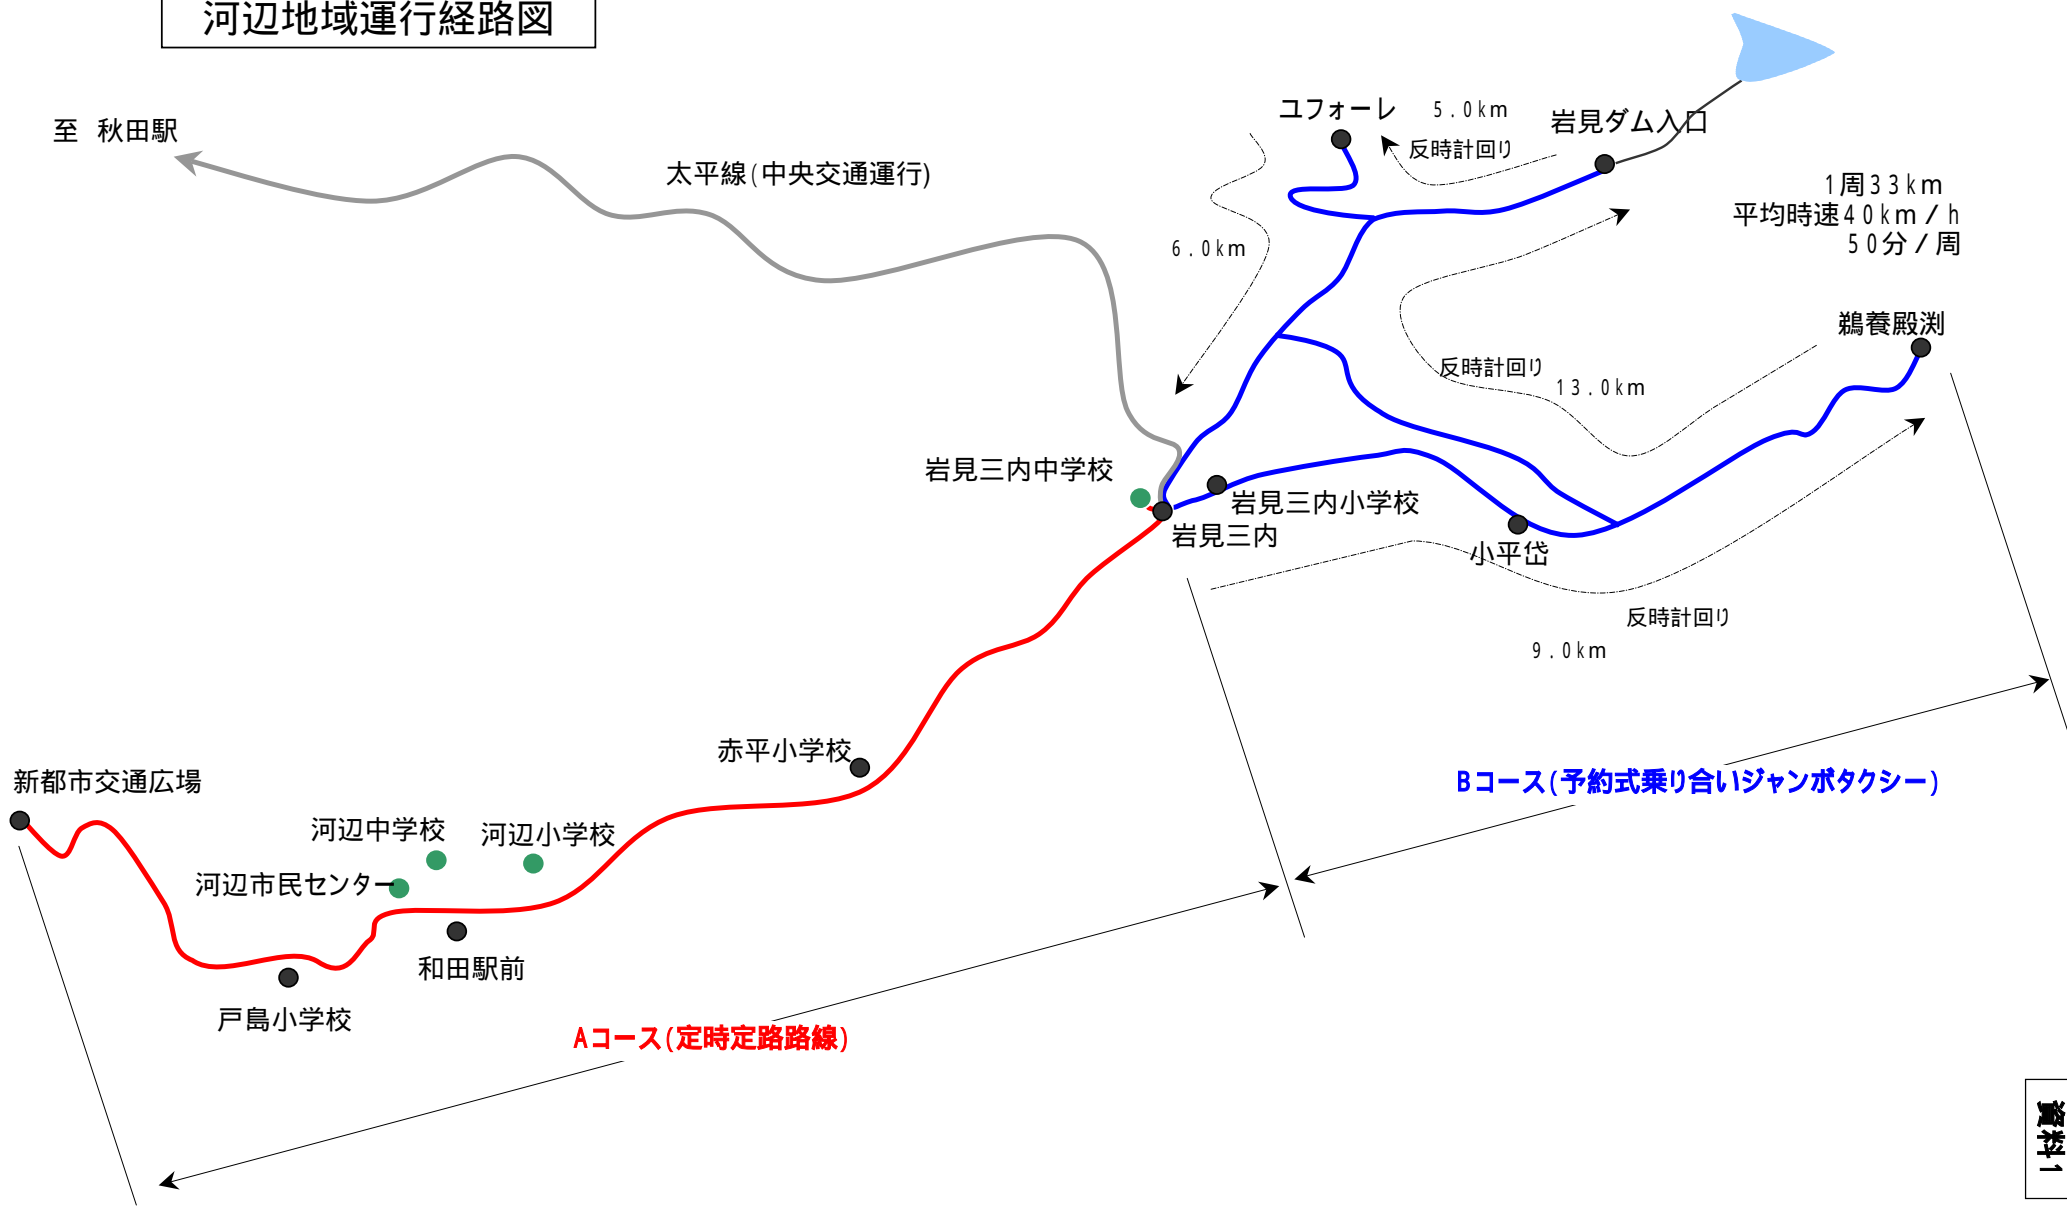 河辺地域運行経路図
至 秋田駅
太平線(中央交通運行)
ユフォーレ
5.0km
岩見ダム入口
反時計回り
1周33km
平均時速40km/h
50分/周
6.0km
鵜養殿渕
反時計回り
13.0km
岩見三内中学校
岩見三内小学校
岩見三内
小平岱
反時計回り
9.0km
赤平小学校
新都市交通広場
Bコース(予約式乗り合いジャンボタクシー)
河辺中学校
河辺小学校
河辺市民センター
和田駅前
戸島小学校
Aコース(定時定路路線)
資料1